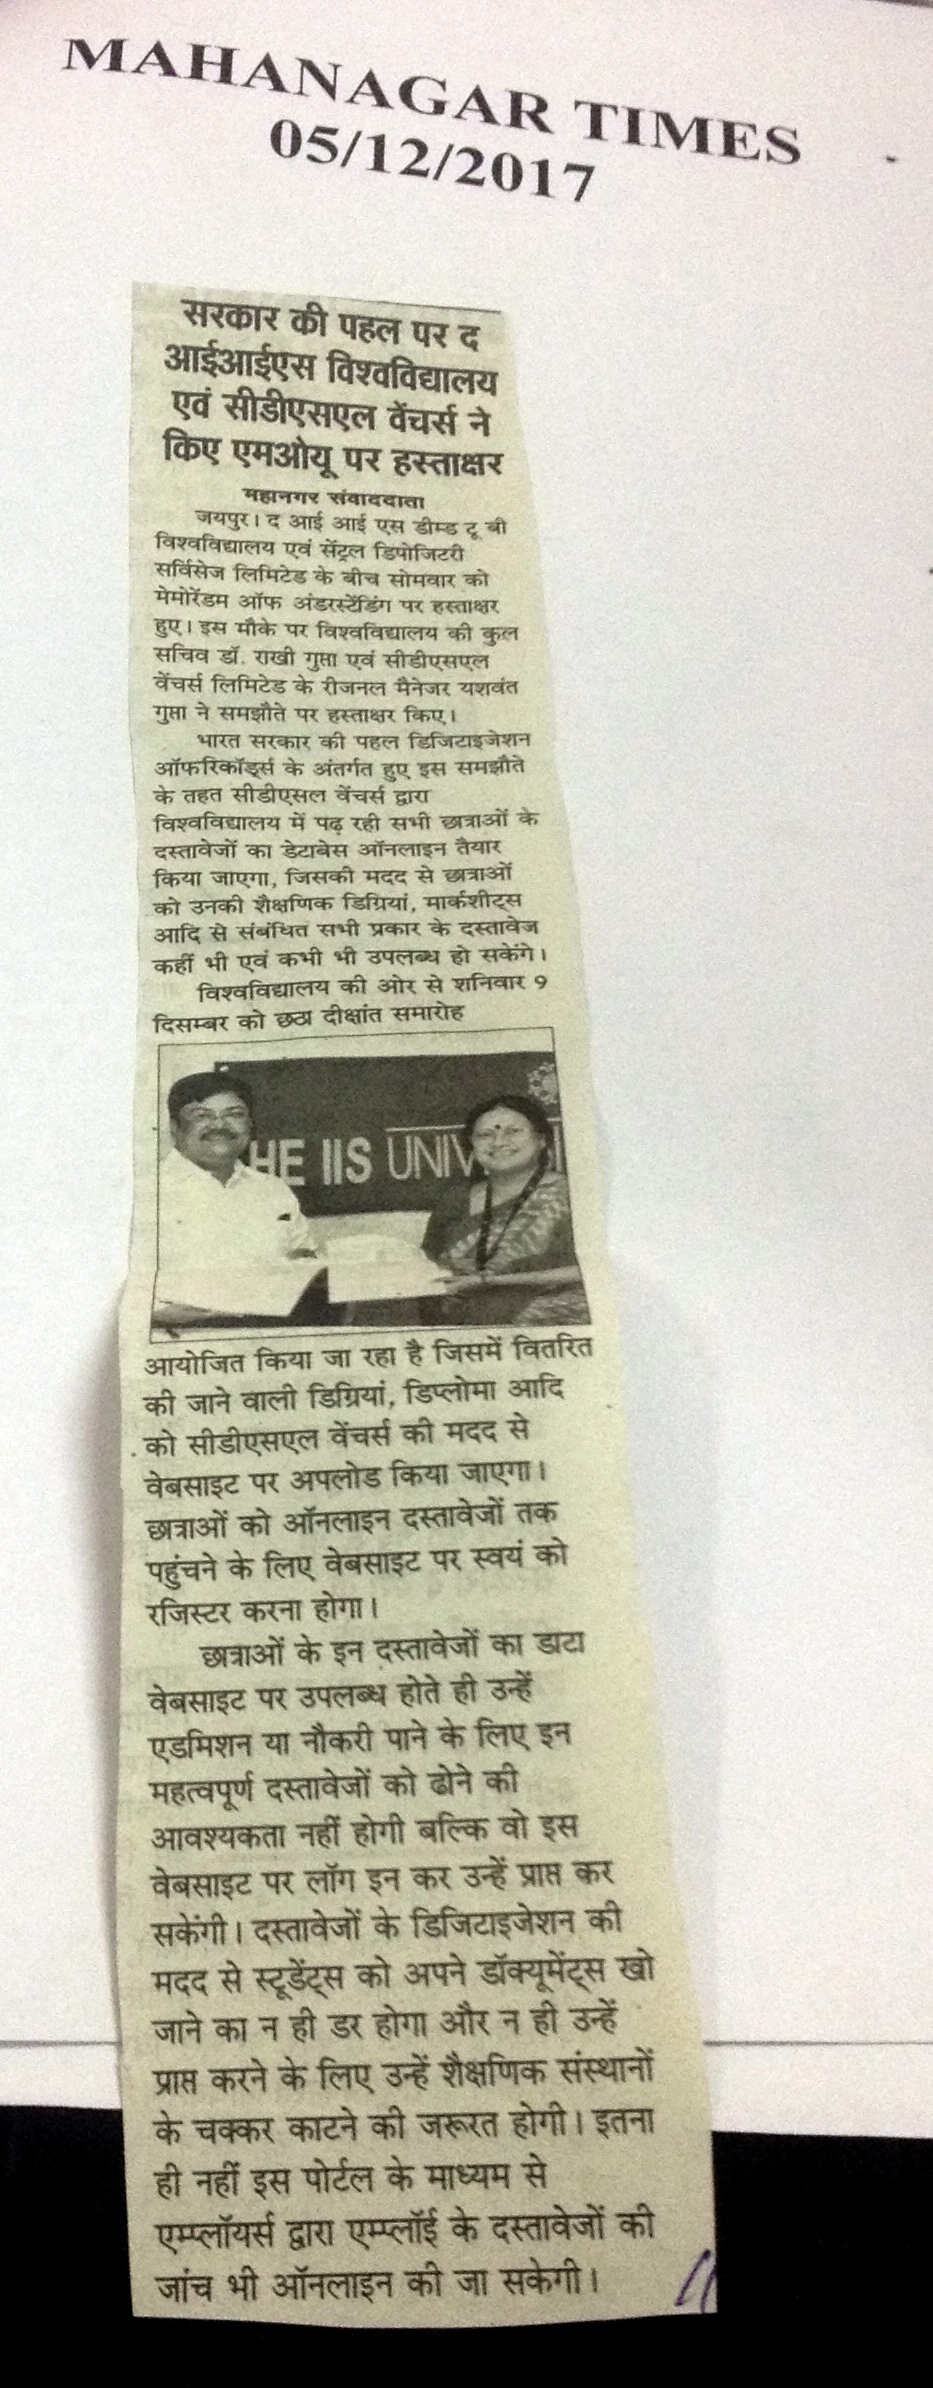 MAHANAGAR TIMES
05/12/2017
सरकार की पहल पर द
आईआईएस विश्वविद्यालय
एवं सीडीएसएल वेंचर्स ने
किए एमओयू पर हस्ताक्षर
महानगर संवाददाता
जयपुर। द आई आई एस डीम्ड टू बी
विश्वविद्यालय एवं सेंट्रल डिपोजिटरी
सर्विसेज लिमिटेड के बीच सोमवार को
मेमोरेंडम ऑफ अंडरस्टेंडिंग पर हस्ताक्षर
हुए। इस मौके पर विश्वविद्यालय की कुल
सचिव डॉ. राखी गुप्ता एवं सीडीएसएल
वेंचर्स लिमिटेड के रीजनल मैनेजर यशवंत
गुप्ता ने समझौते पर हस्ताक्षर किए।
भारत सरकार की पहल डिजिटाइजेशन
ऑफरिकॉर्ड्स के अंतर्गत हुए इस समझौते
के तहत सीडीएसल वेंचर्स द्वारा
विश्वविद्यालय में पढ़ रही सभी छात्राओं के
दस्तावेजों का डेटाबेस ऑनलाइन तैयार
किया जाएगा, जिसकी मदद से छात्राओं
को उनकी शैक्षणिक डिग्रियां, मार्कशीट्स
आदि से संबंधित सभी प्रकार के दस्तावेज
कहीं भी एवं कभी भी उपलब्ध हो सकेंगे।
विश्वविद्यालय की ओर से शनिवार 9
दिसम्बर को छठा दीक्षांत समारोह
HE IIS UNIV
आयोजित किया जा रहा है जिसमें वितरित
की जाने वाली डिग्रियां, डिप्लोमा आदि
को सीडीएसएल वेंचर्स की मदद से
वेबसाइट पर अपलोड किया जाएगा।
छात्राओं को ऑनलाइन दस्तावेजों तक
पहुंचने के लिए वेबसाइट पर स्वयं को
रजिस्टर करना होगा।
छात्राओं के इन दस्तावेजों का डाटा
वेबसाइट पर उपलब्ध होते ही उन्हें
एडमिशन या नौकरी पाने के लिए इन
महत्वपूर्ण दस्तावेजों को ढोने की
आवश्यकता नहीं होगी बल्कि वो इस
वेबसाइट पर लॉग इन कर उन्हें प्राप्त कर
सकेंगी। दस्तावेजों के डिजिटाइजेशन की
मदद से स्टूडेंट्स को अपने डॉक्यूमेंट्स खो
जाने का न ही डर होगा और न ही उन्हें
प्राप्त करने के लिए उन्हें शैक्षणिक संस्थानों
के चक्कर काटने की जरूरत होगी। इतना
ही नहीं इस पोर्टल के माध्यम से
एम्प्लॉयर्स द्वारा एम्प्लॉई के दस्तावेजों की
जांच भी ऑनलाइन की जा सकेगी।